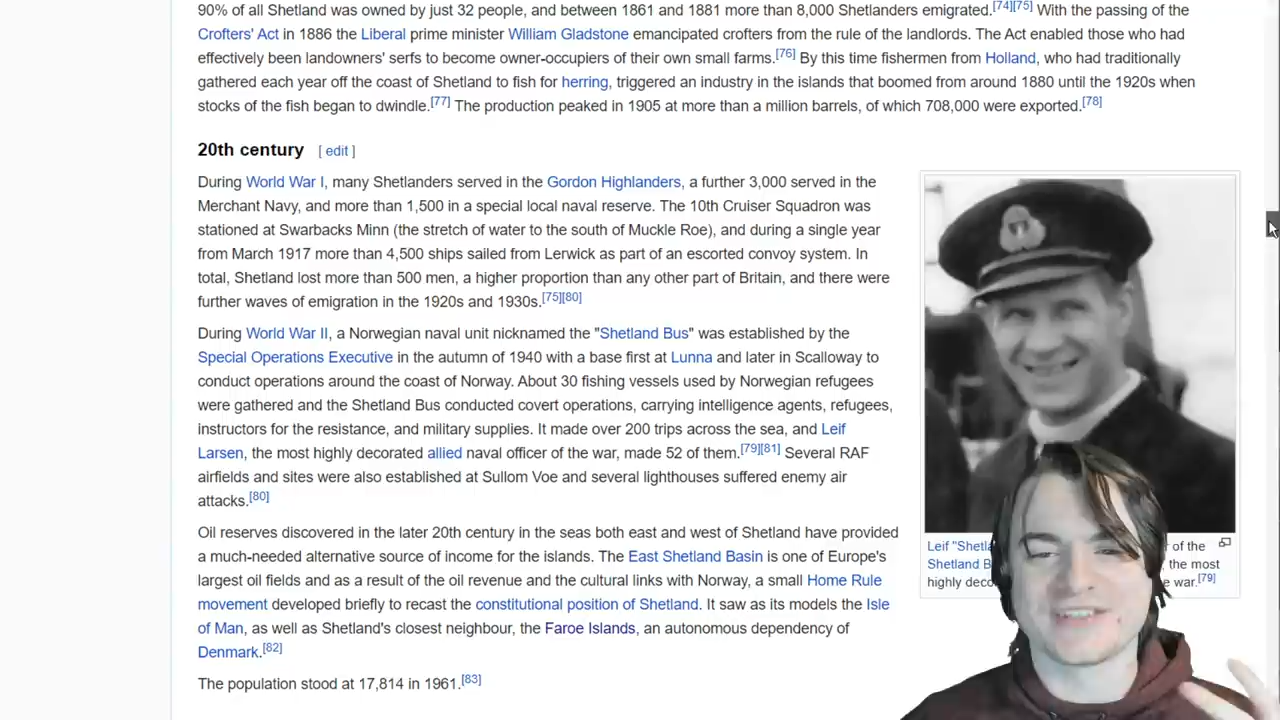 90% of all Shetland was owned by just 32 people, and between 1861 and 1881 more than 8,000 Shetlanders emigrated.[74][75] With the passing of the
Crofters' Act in 1886 the Liberal prime minister William Gladstone emancipated crofters from the rule of the landlords. The Act enabled those who had
effectively been landowners' serfs to become owner-occupiers of their own small farms.[76] By this time fishermen from Holland, who had traditionally
gathered each year off the coast of Shetland to fish for herring, triggered an industry in the islands that boomed from around 1880 until the 1920s when
stocks of the fish began to dwindle.[77] The production peaked in 1905 at more than a million barrels, of which 708,000 were exported.[78]
20th century [ edit ]
During World War I, many Shetlanders served in the Gordon Highlanders, a further 3,000 served in the
Merchant Navy, and more than 1,500 in a special local naval reserve. The 10th Cruiser Squadron was
stationed at Swarbacks Minn (the stretch of water to the south of Muckle Roe), and during a single year
from March 1917 more than 4,500 ships sailed from Lerwick as part of an escorted convoy system. In
total, Shetland lost more than 500 men, a higher proportion than any other part of Britain, and there were
further waves of emigration in the 1920s and 1930s.[75][80]
During World War II, a Norwegian naval unit nicknamed the "Shetland Bus" was established by the
Special Operations Executive in the autumn of 1940 with a base first at Lunna and later in Scalloway to
conduct operations around the coast of Norway. About 30 fishing vessels used by Norwegian refugees
were gathered and the Shetland Bus conducted covert operations, carrying intelligence agents, refugees,
instructors for the resistance, and military supplies. It made over 200 trips across the sea, and Leif
Larsen, the most highly decorated allied naval officer of the war, made 52 of them.[79][81] Several RAF
airfields and sites were also established at Sullom Voe and several lighthouses suffered enemy air
attacks.[80]
Oil reserves discovered in the later 20th century in the seas both east and west of Shetland have provided
a much-needed alternative source of income for the islands. The East Shetland Basin is one of Europe's
largest oil fields and as a result of the oil revenue and the cultural links with Norway, a small Home Rule
movement developed briefly to recast the constitutional position of Shetland. It saw as its models the Isle
of Man, as well as Shetland's closest neighbour, the Faroe Islands, an autonomous dependency of
Denmark.[82]
The population stood at 17,814 in 1961.[83]
Leif of the
Shetland the most
highly war.[79]